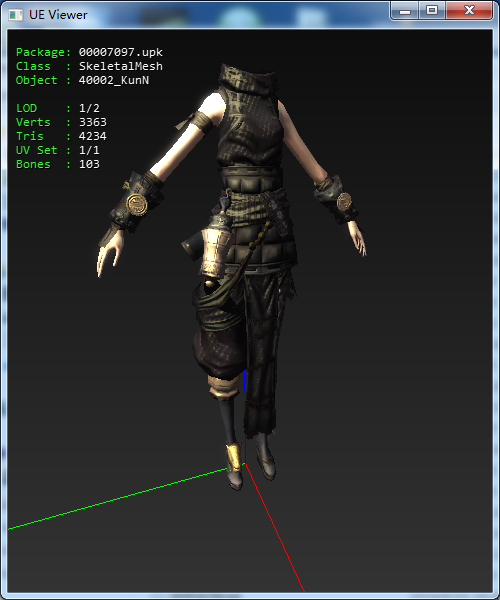 UE Viewer
Package: 00007097.upk
Class : SkeletalMesh
Object : 40002_KunN
LOD : 1/2
Verts : 3363
Tris : 4234
UV Set : 1/1
Bones : 103